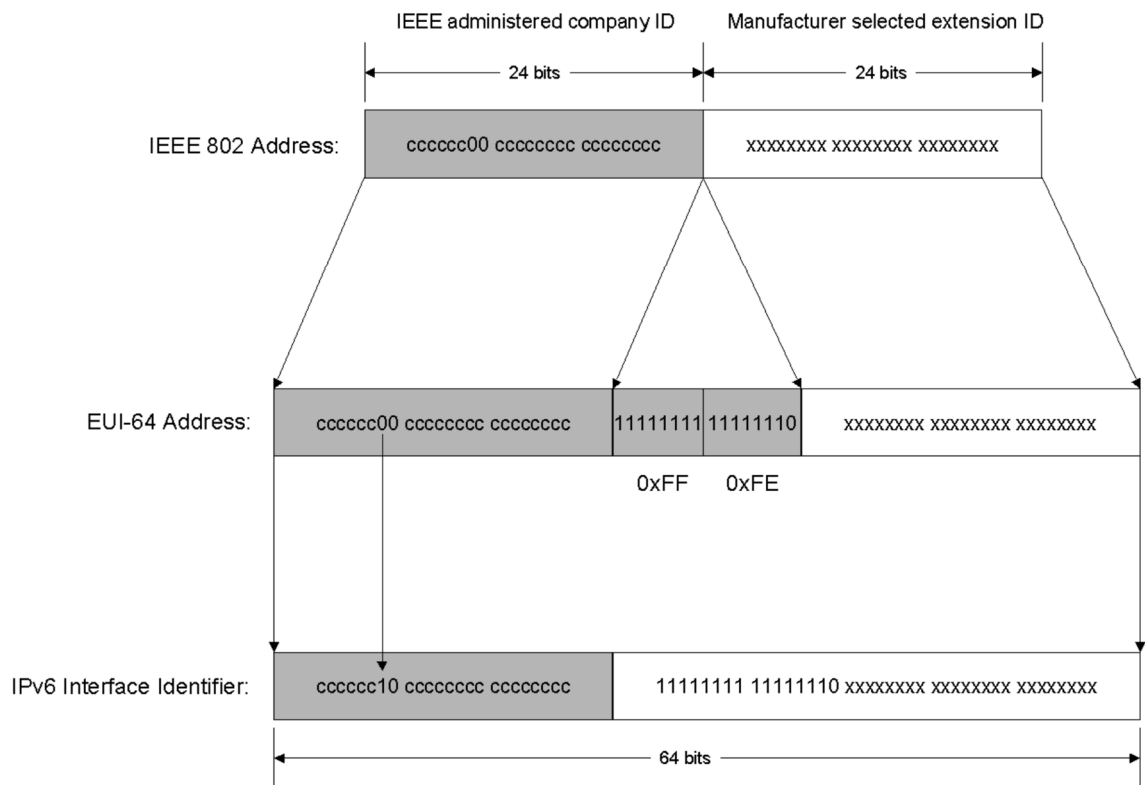 IEEE administered company ID Manufacturer selected extension ID
24 bits 24 bits
IEEE 802 Address: cccccc00 cccccccc cccccccc xxxxxxxx xxxxxxxx xxxxxxxx
EUI-64 Address: cccccc00 cccccccc cccccccc 11111111 11111110 xxxxxxxx xxxxxxxx xxxxxxxx
0xFF 0xFE
IPv6 Interface Identifier: cccccc10 cccccccc cccccccc 11111111 11111110 xxxxxxxx xxxxxxxx xxxxxxxx
64 bits